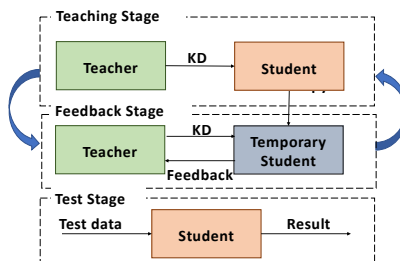 Teaching Stage
KD
Teacher
Student
Feedback Stage
KD
Teacher
Temporary
Student
Feedback
Test Stage
Test data
Result
Student